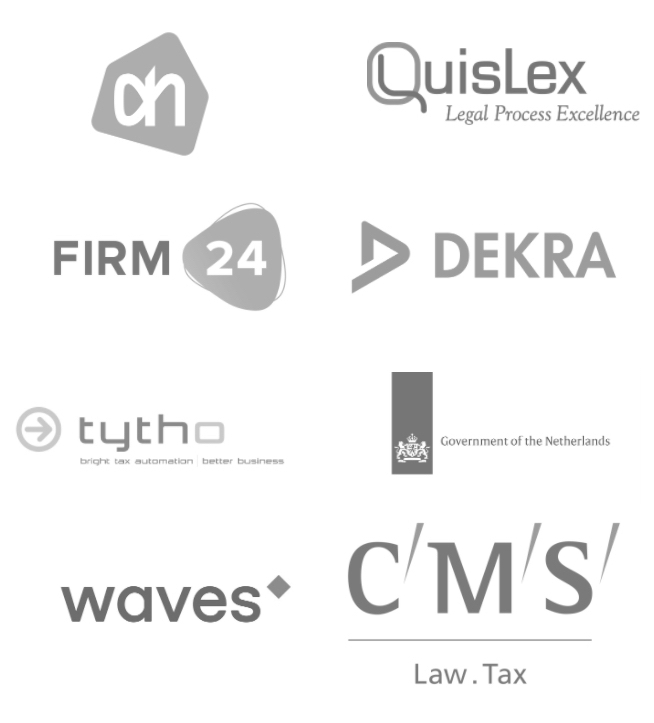 ah
QuisLex
Legal Process Excellence
FIRM 24
DEKRA
tytho
bright tax automation | better business
Government of the Netherlands
waves
C'M'S'
Law.Tax